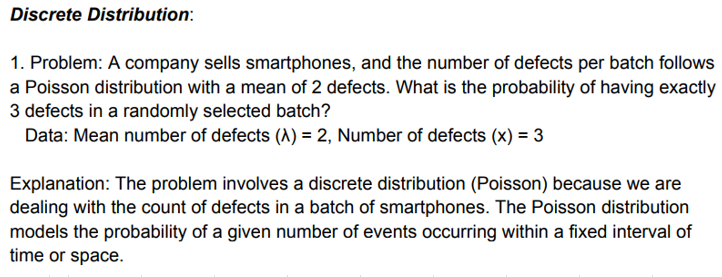 Discrete Distribution:
1. Problem: A company sells smartphones, and the number of defects per batch follows
a Poisson distribution with a mean of 2 defects. What is the probability of having exactly
3 defects in a randomly selected batch?
Data: Mean number of defects (λ) = 2, Number of defects (x) = 3
Explanation: The problem involves a discrete distribution (Poisson) because we are
dealing with the count of defects in a batch of smartphones. The Poisson distribution
models the probability of a given number of events occurring within a fixed interval of
time or space.